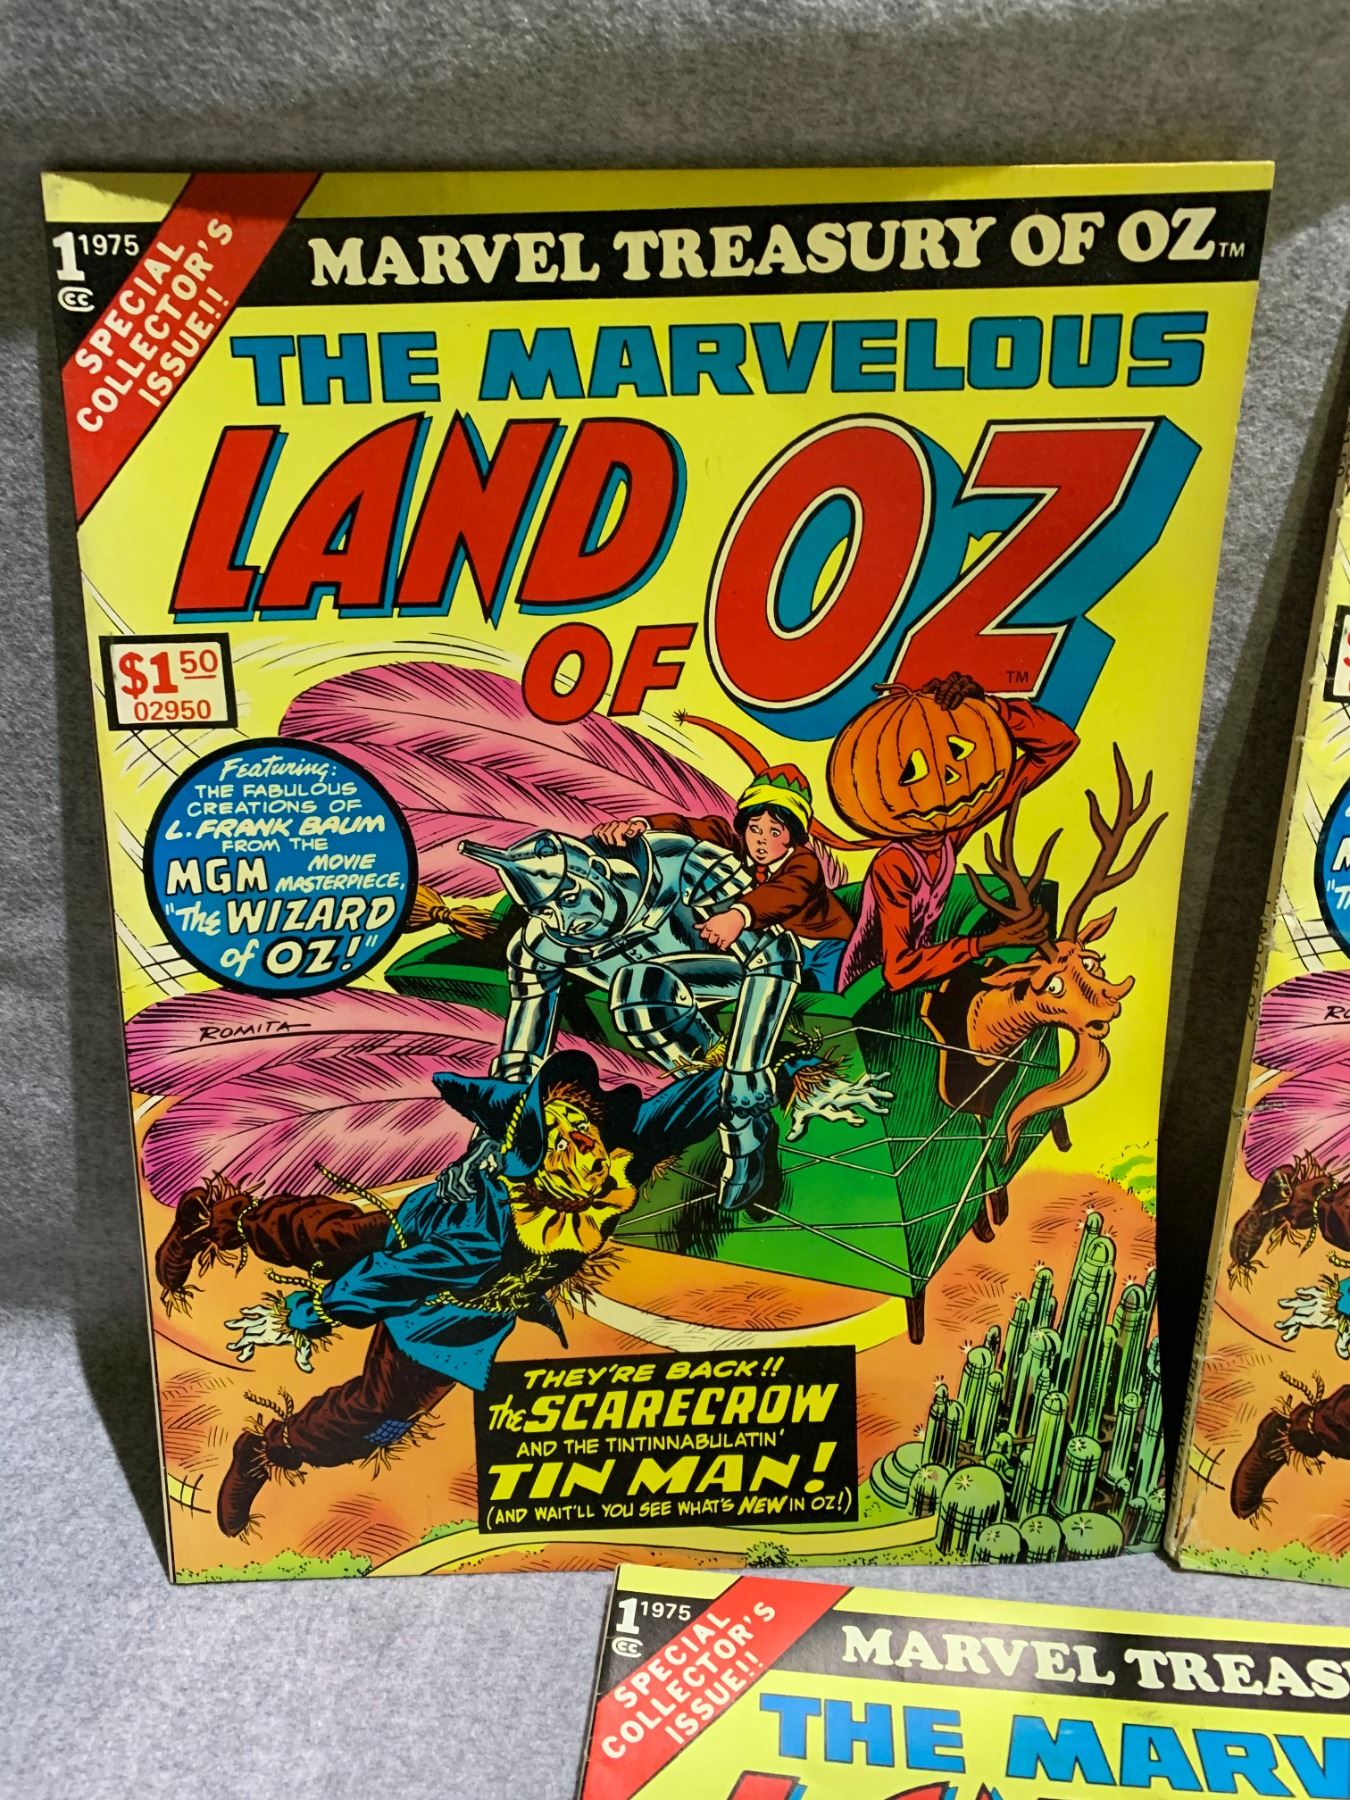 1 1975
CC
SPECIAL
COLLECTOR'S
ISSUE!!
MARVEL TREASURY OF OZ TM
THE MARVELOUS
LAND
OF OZ
TM
$1 50
02950
Featuring:
THE FABULOUS
CREATIONS OF
L. FRANK BAUM
FROM THE
MGM MOVIE
MASTERPIECE,
"The WIZARD
of OZ!"
ROMITA
THEY'RE BACK!!
The SCARECROW
AND THE TINTINNABULATIN'
TIN MAN!
(AND WAIT'LL YOU SEE WHAT'S NEW IN OZ!)
1 1975
CC
SPECIAL
COLLECTOR'S
ISSUE!!
MARVEL TREAS
THE MARV